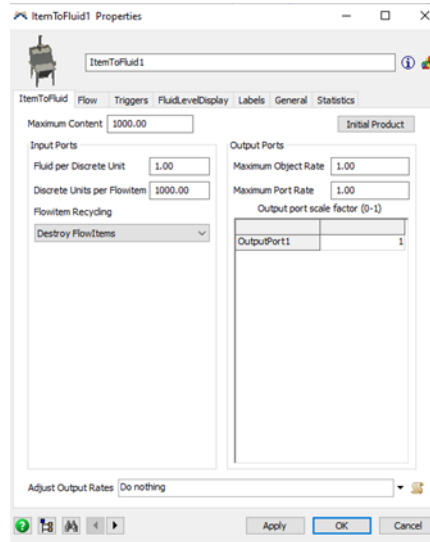 ItemToFluid1 Properties
ItemToFluid1
ItemToFluid Flow Triggers FluidLevelDisplay Labels General Statistics
Maximum Content 1000.00 Initial Product
Input Ports Output Ports
Fluid per Discrete Unit 1.00 Maximum Object Rate 1.00
Discrete Units per Flowitem 1000.00 Maximum Port Rate 1.00
Flowitem Recycling Output port scale factor (0-1)
Destroy FlowItems
OutputPort1 1
Adjust Output Rates Do nothing
Apply OK Cancel